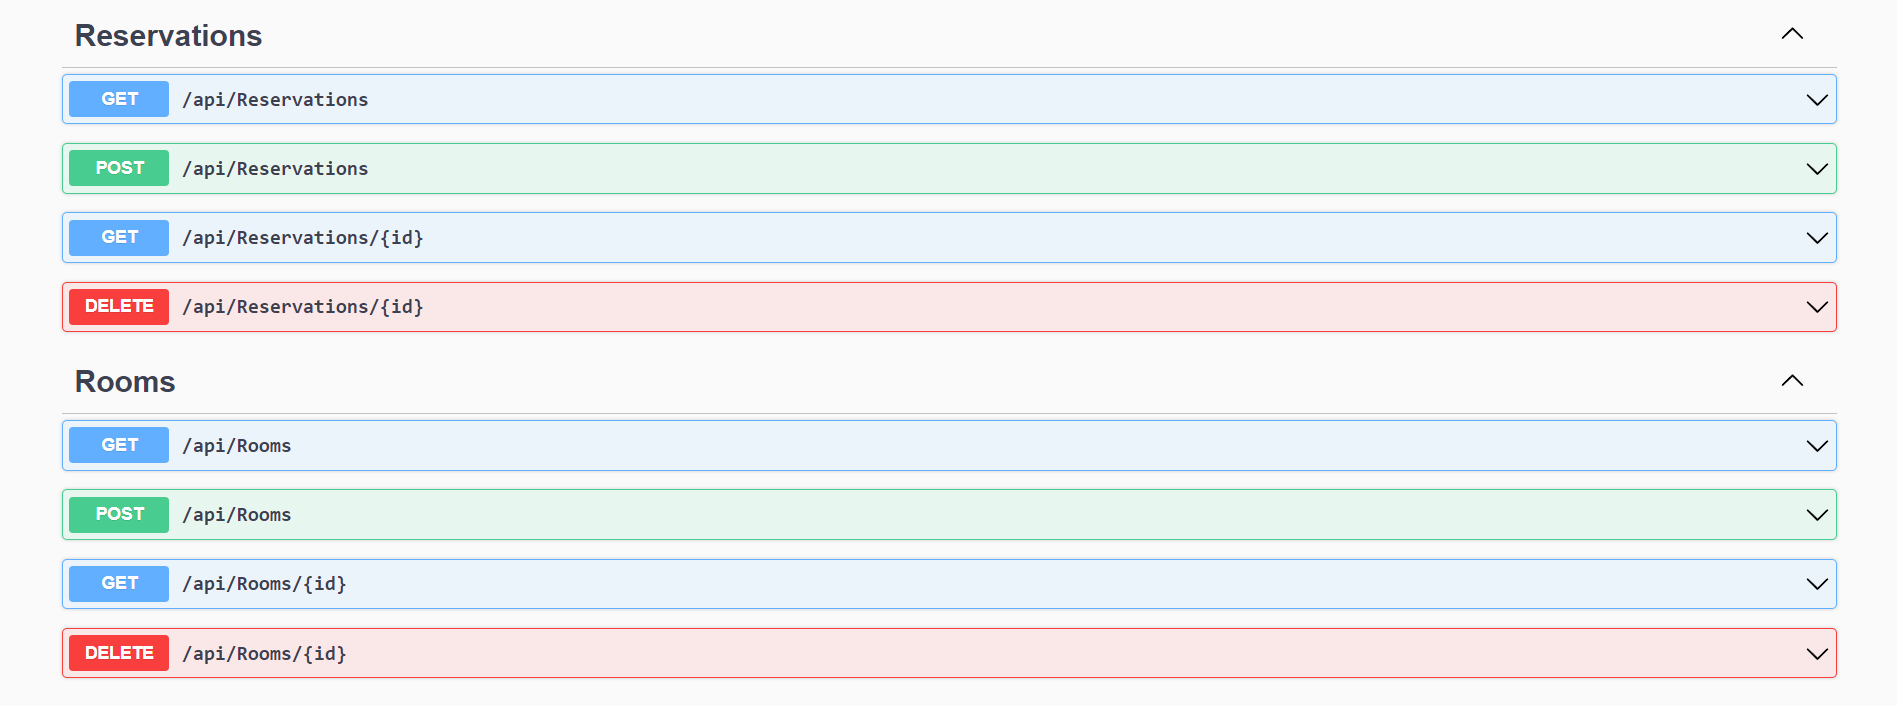 Reservations
GET /api/Reservations
POST /api/Reservations
GET /api/Reservations/{id}
DELETE /api/Reservations/{id}
Rooms
GET /api/Rooms
POST /api/Rooms
GET /api/Rooms/{id}
DELETE /api/Rooms/{id}